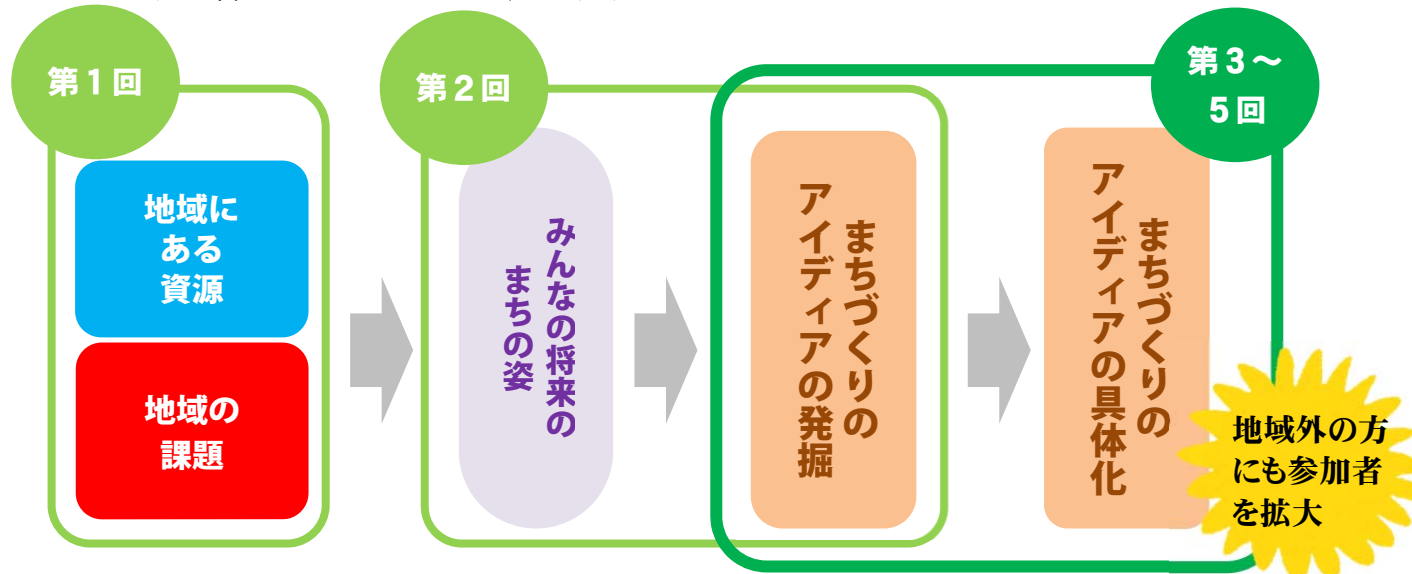 第１回
地域に
ある
資源
地域の
課題
第２回
みんなの将来の
まちの姿
まちづくりの
アイディアの発掘
第３～
５回
まちづくりの
アイディアの具体化
地域外の方
にも参加者
を拡大